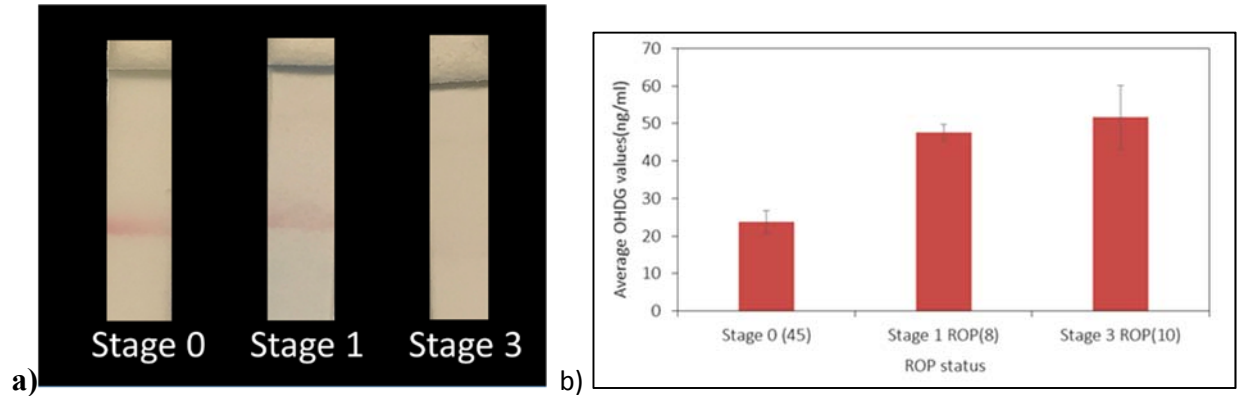 Stage 0 Stage 1 Stage 3
a)
b)
70
60
50
40
30
20
10
0
Average OHDG values(ng/ml)
Stage 0 (45) Stage 1 ROP(8) Stage 3 ROP(10)
ROP status